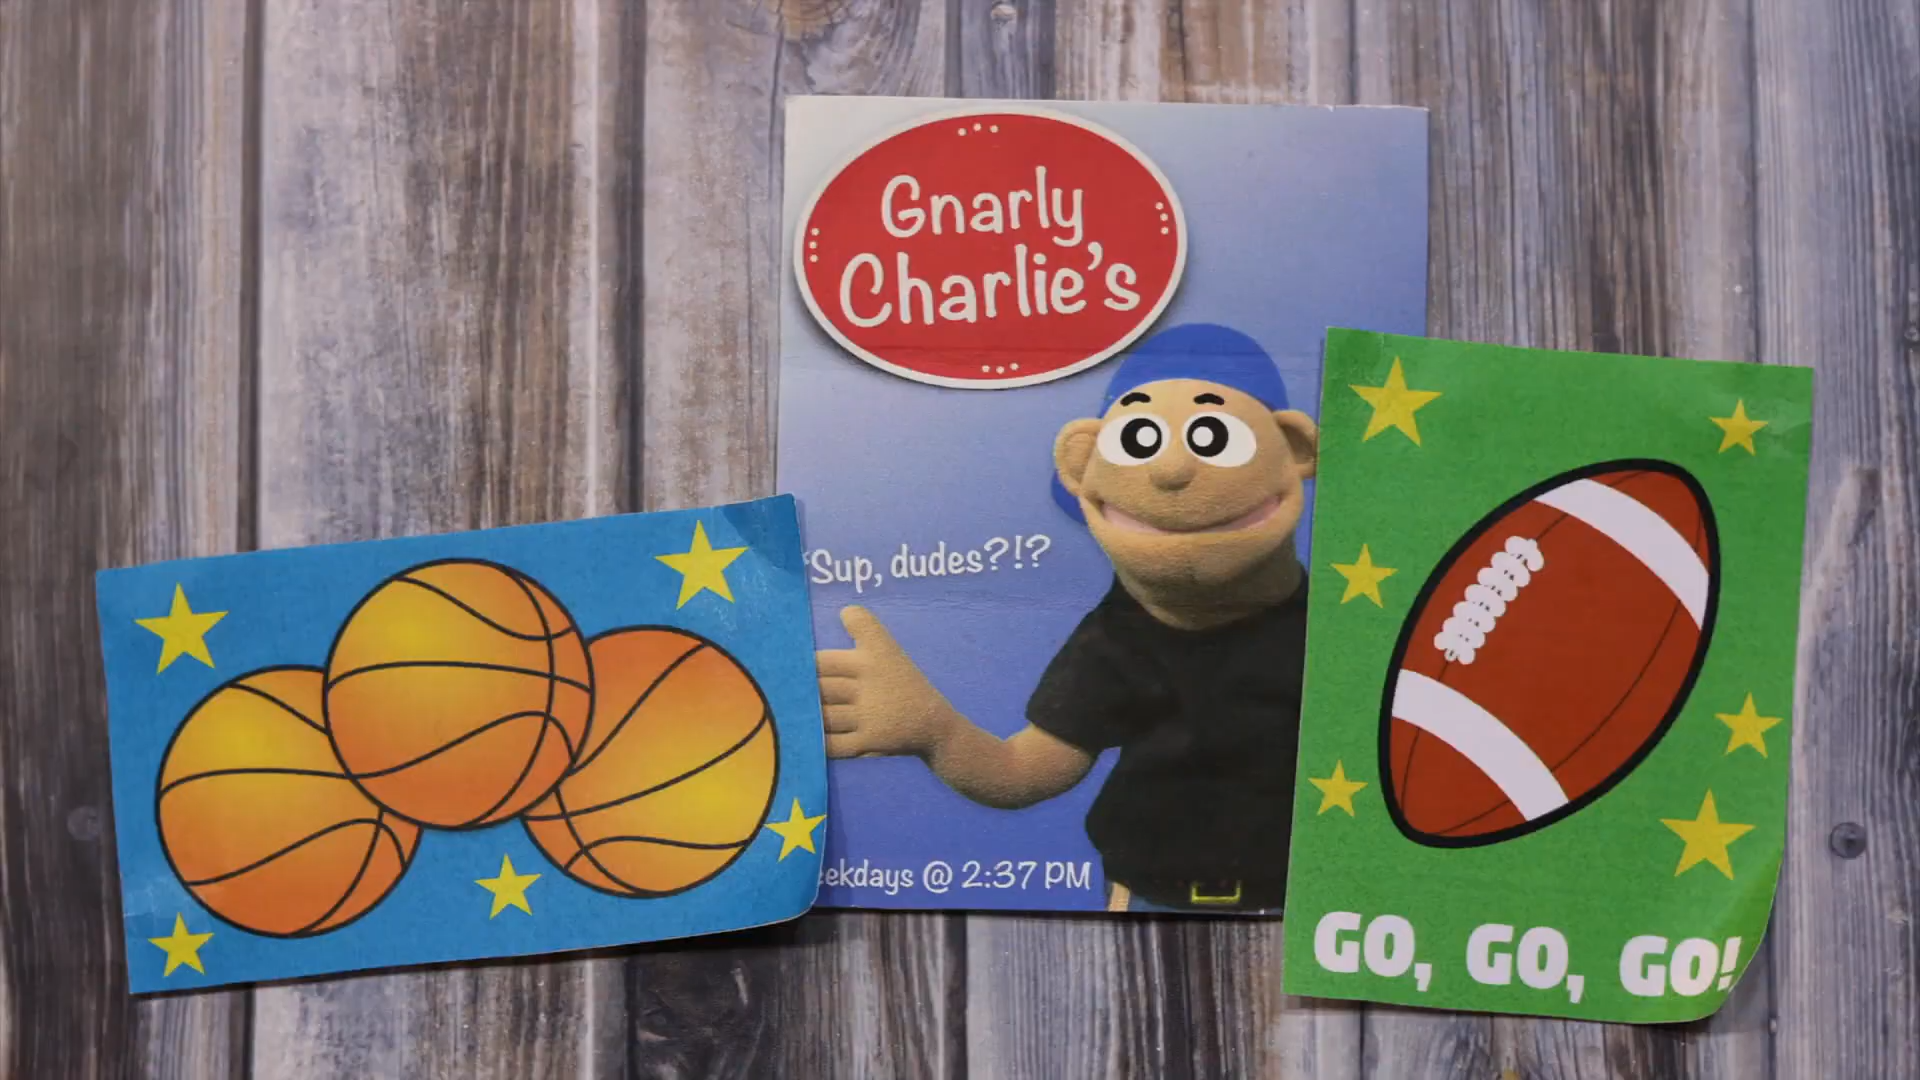 Gnarly
Charlie's
'Sup, dudes?!?
eekdays @ 2:37 PM
GO, GO, GO!